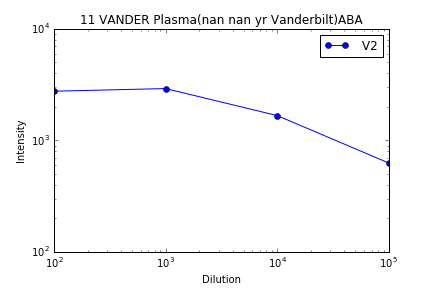 11 VANDER Plasma(nan nan yr Vanderbilt)ABA
V2
10^4
10^3
10^2
Intensity
10^2 10^3 10^4 10^5
Dilution